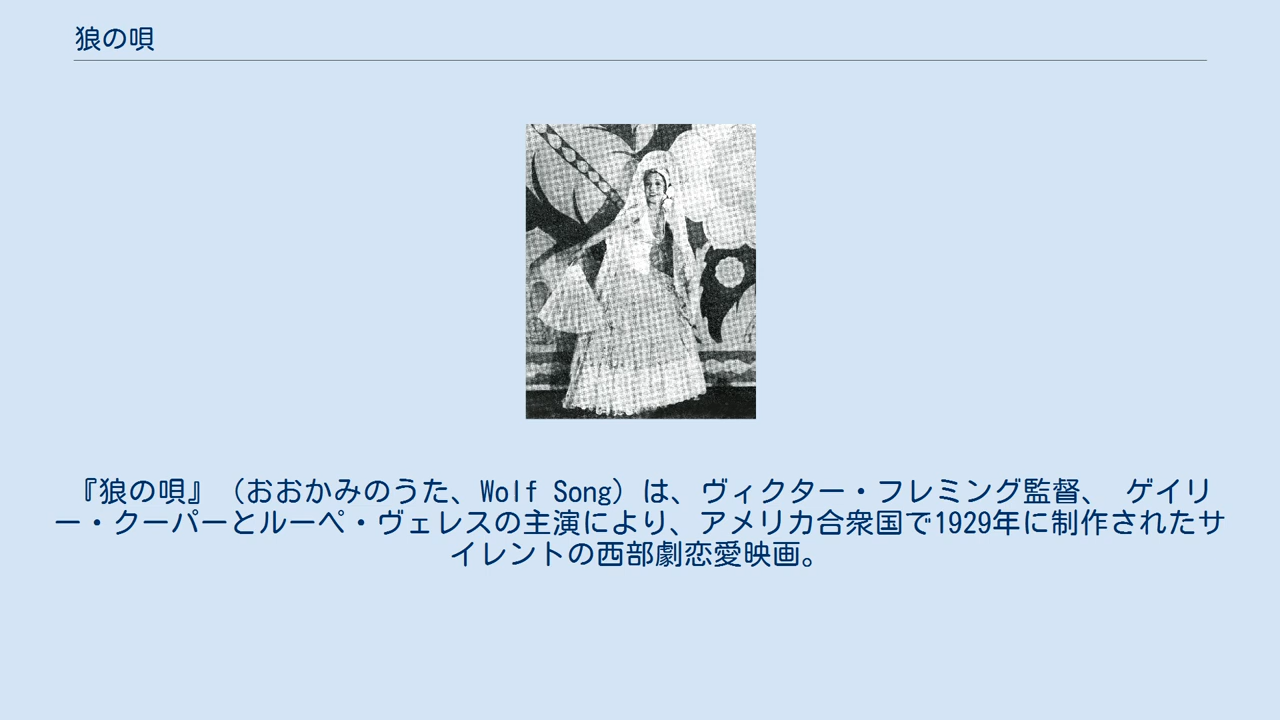 狼の唄
『狼の唄』（おおかみのうた、Wolf Song）は、ヴィクター・フレミング監督、 ゲイリ
ー・クーパーとルーペ・ヴェレスの主演により、アメリカ合衆国で1929年に制作されたサ
イレントの西部劇恋愛映画。